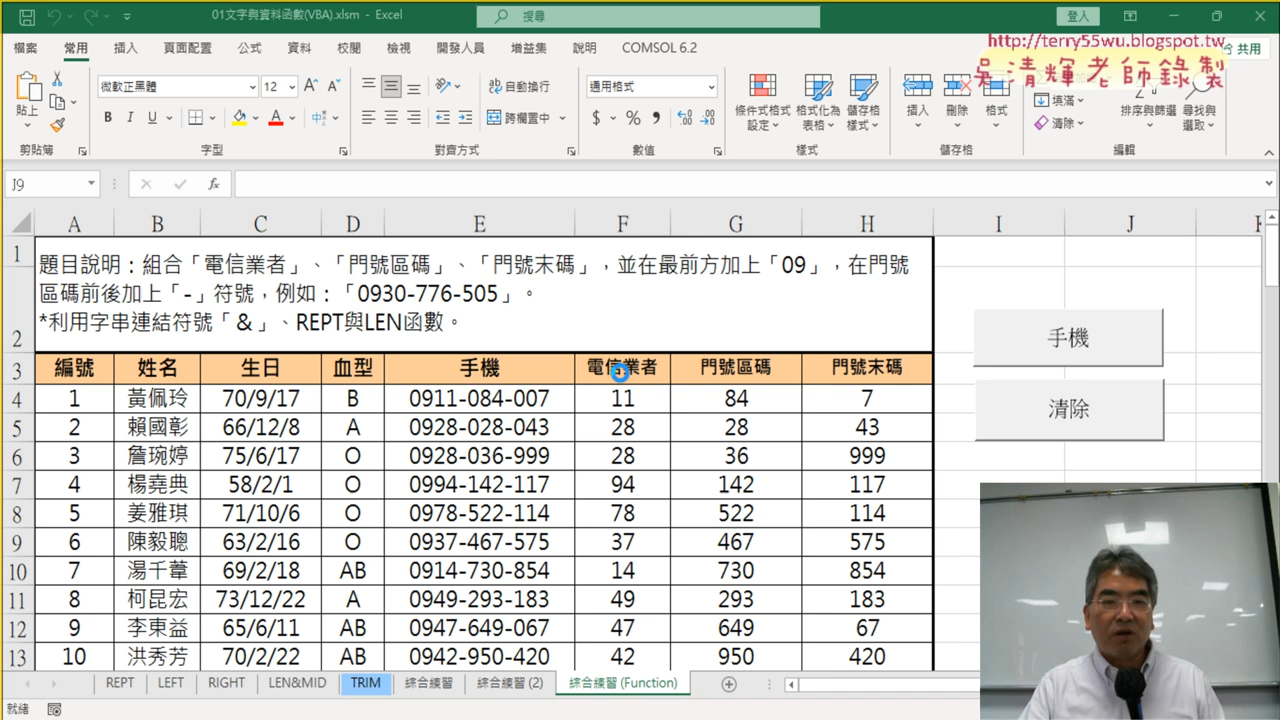 01文字與資料函數(VBA).xlsm - Excel
搜尋
登入
檔案 常用 插入 頁面配置 公式 資料 校閱 檢視 開發人員 增益集 說明 COMSOL 6.2
共用
http://terry55wu.blogspot.tw
吳清輝老師錄製
貼上
微軟正黑體 12
自動換行
跨欄置中
通用格式
條件式格式設定
格式化為表格
儲存格樣式
插入 刪除 格式
填滿
清除
排序與篩選
尋找與選取
剪貼簿 字型 對齊方式 數值 樣式 儲存格 編輯
J9
fx
A B C D E F G H I J K
1
題目說明：組合「電信業者」、「門號區碼」、「門號末碼」，並在最前方加上「09」，在門號
區碼前後加上「-」符號，例如：「0930-776-505」。
2 *利用字串連結符號「&」、REPT與LEN函數。
手機
清除
3 編號 姓名 生日 血型 手機 電信業者 門號區碼 門號末碼
4 1 黃佩玲 70/9/17 B 0911-084-007 11 84 7
5 2 賴國彰 66/12/8 A 0928-028-043 28 28 43
6 3 詹琬婷 75/6/17 O 0928-036-999 28 36 999
7 4 楊堯典 58/2/1 O 0994-142-117 94 142 117
8 5 姜雅琪 71/10/6 O 0978-522-114 78 522 114
9 6 陳毅聰 63/2/16 O 0937-467-575 37 467 575
10 7 湯千葦 69/2/18 AB 0914-730-854 14 730 854
11 8 柯昆宏 73/12/22 A 0949-293-183 49 293 183
12 9 李東益 65/6/11 AB 0947-649-067 47 649 67
13 10 洪秀芳 70/2/22 AB 0942-950-420 42 950 420
REPT LEFT RIGHT LEN&MID TRIM 綜合練習 綜合練習 (2) 綜合練習 (Function)
就緒